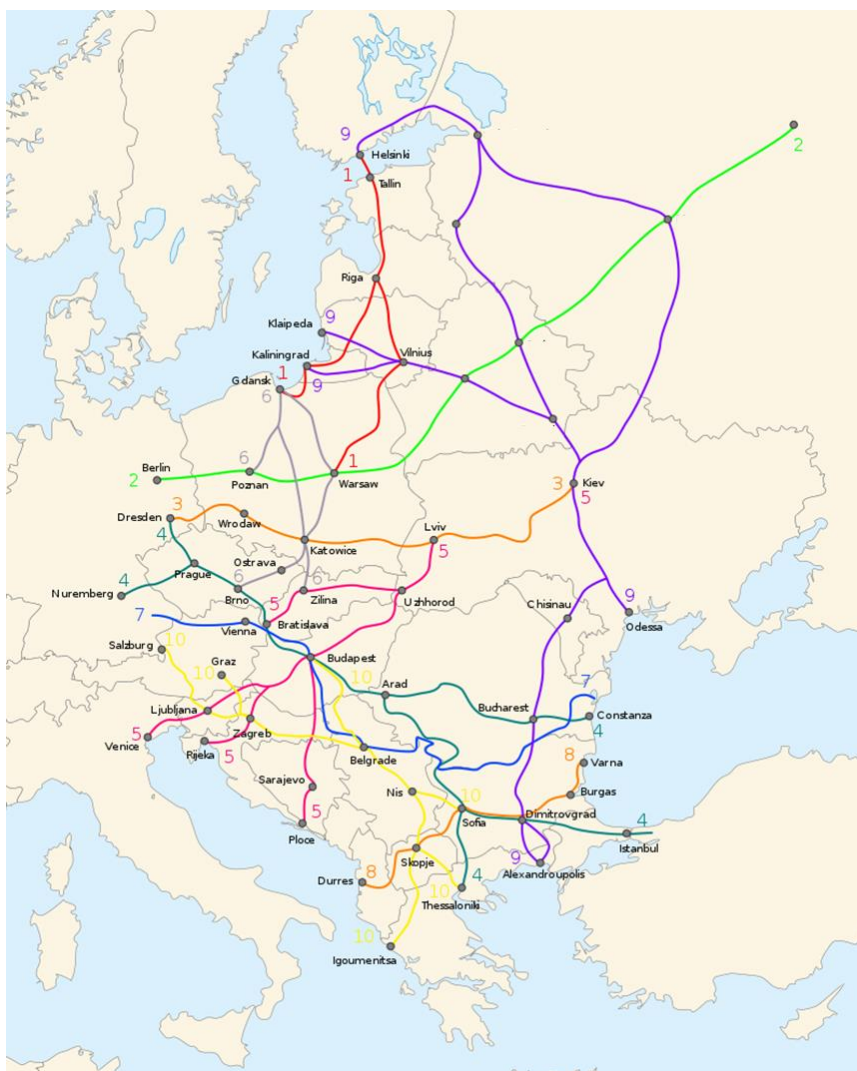 2
9
Helsinki
1
Tallin
Riga
9
Klaipeda
Kaliningrad
Vilnius
1
Gdansk
9
6
6
1
Berlin
2
Poznan
Warsaw
3
Kiev
5
3
Dresden
Wrodaw
4
Lviv
5
Katowice
Ostrava
Prague
6
6
4
Nuremberg
Brno
5
Zilina
Uzhhorod
9
Chisinau
Odessa
7
Vienna
Bratislava
10
Salzburg
Graz
Budapest
10
10
Arad
7
Ljubljana
Bucharest
Constanza
4
5
Zagreb
Venice
Rijeka
5
Belgrade
8
Varna
Sarajevo
Nis
10
Burgas
5
Sofia
Dimitrovgrad
4
Ploce
Istanbul
Skopje
9
Alexandroupolis
8
Durres
4
10
Thessaloniki
10
Igoumenitsa